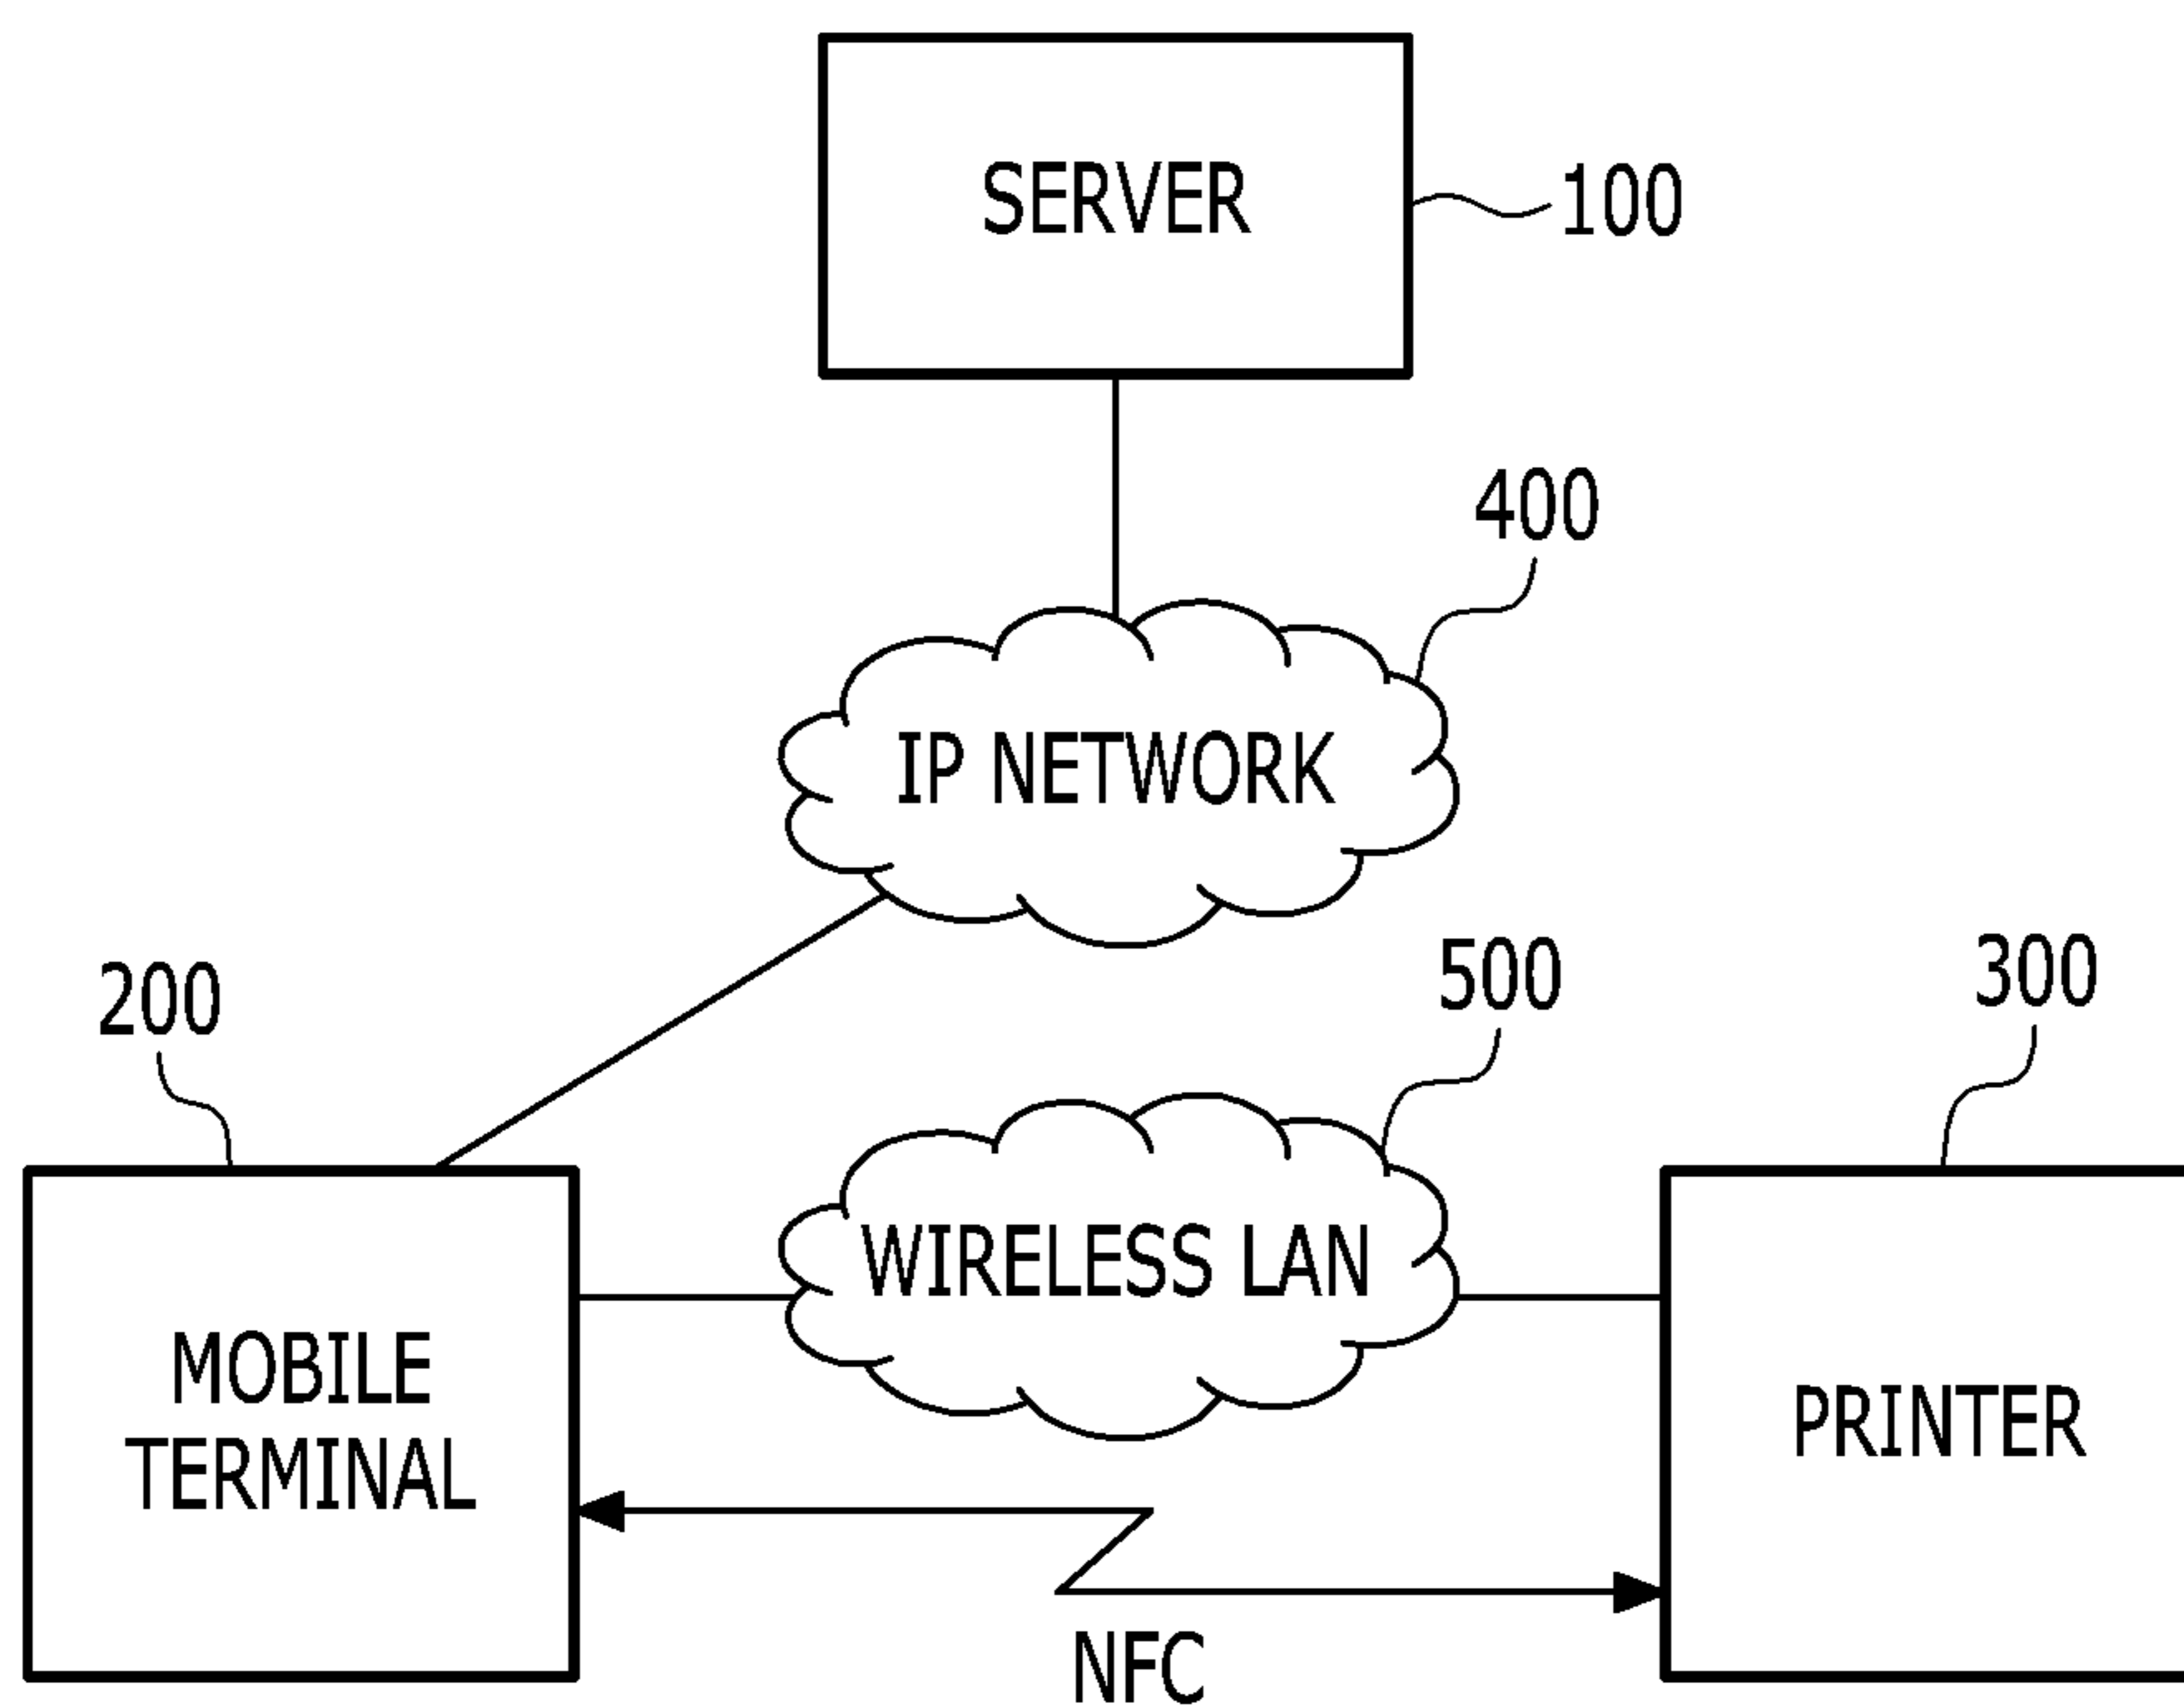 SERVER
100
400
IP NETWORK
200
500
300
WIRELESS LAN
MOBILE
TERMINAL
PRINTER
NFC